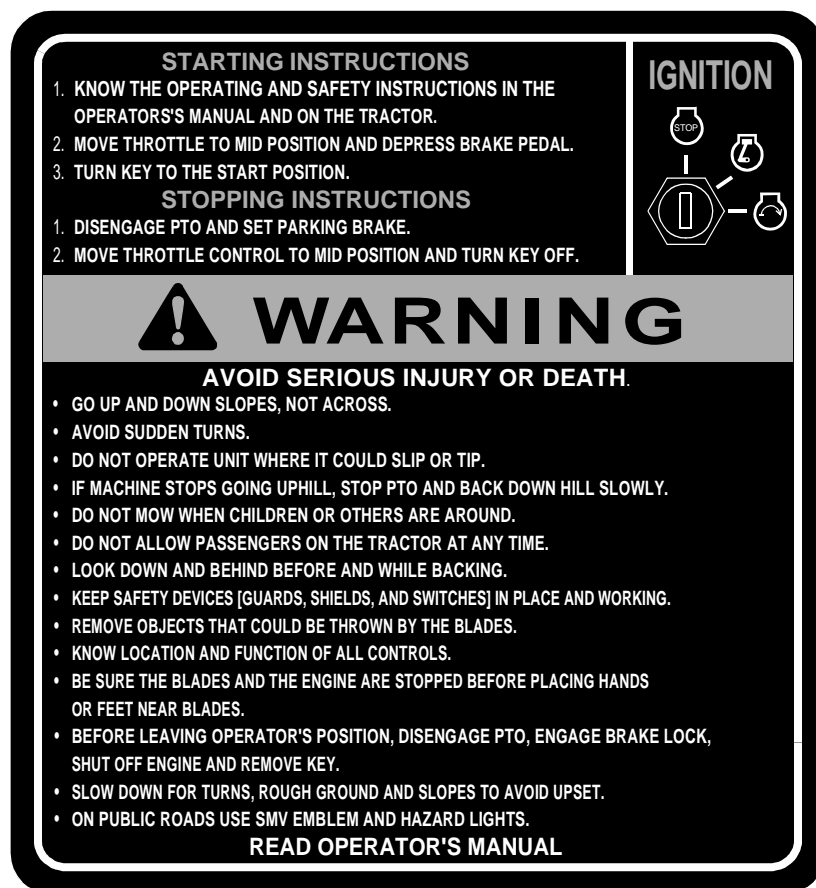 STARTING INSTRUCTIONS
1. KNOW THE OPERATING AND SAFETY INSTRUCTIONS IN THE
OPERATORS'S MANUAL AND ON THE TRACTOR.
2. MOVE THROTTLE TO MID POSITION AND DEPRESS BRAKE PEDAL.
3. TURN KEY TO THE START POSITION.
STOPPING INSTRUCTIONS
1. DISENGAGE PTO AND SET PARKING BRAKE.
2. MOVE THROTTLE CONTROL TO MID POSITION AND TURN KEY OFF.
IGNITION
STOP
WARNING
AVOID SERIOUS INJURY OR DEATH.
• GO UP AND DOWN SLOPES, NOT ACROSS.
• AVOID SUDDEN TURNS.
• DO NOT OPERATE UNIT WHERE IT COULD SLIP OR TIP.
• IF MACHINE STOPS GOING UPHILL, STOP PTO AND BACK DOWN HILL SLOWLY.
• DO NOT MOW WHEN CHILDREN OR OTHERS ARE AROUND.
• DO NOT ALLOW PASSENGERS ON THE TRACTOR AT ANY TIME.
• LOOK DOWN AND BEHIND BEFORE AND WHILE BACKING.
• KEEP SAFETY DEVICES [GUARDS, SHIELDS, AND SWITCHES] IN PLACE AND WORKING.
• REMOVE OBJECTS THAT COULD BE THROWN BY THE BLADES.
• KNOW LOCATION AND FUNCTION OF ALL CONTROLS.
• BE SURE THE BLADES AND THE ENGINE ARE STOPPED BEFORE PLACING HANDS
OR FEET NEAR BLADES.
• BEFORE LEAVING OPERATOR'S POSITION, DISENGAGE PTO, ENGAGE BRAKE LOCK,
SHUT OFF ENGINE AND REMOVE KEY.
• SLOW DOWN FOR TURNS, ROUGH GROUND AND SLOPES TO AVOID UPSET.
• ON PUBLIC ROADS USE SMV EMBLEM AND HAZARD LIGHTS.
READ OPERATOR'S MANUAL